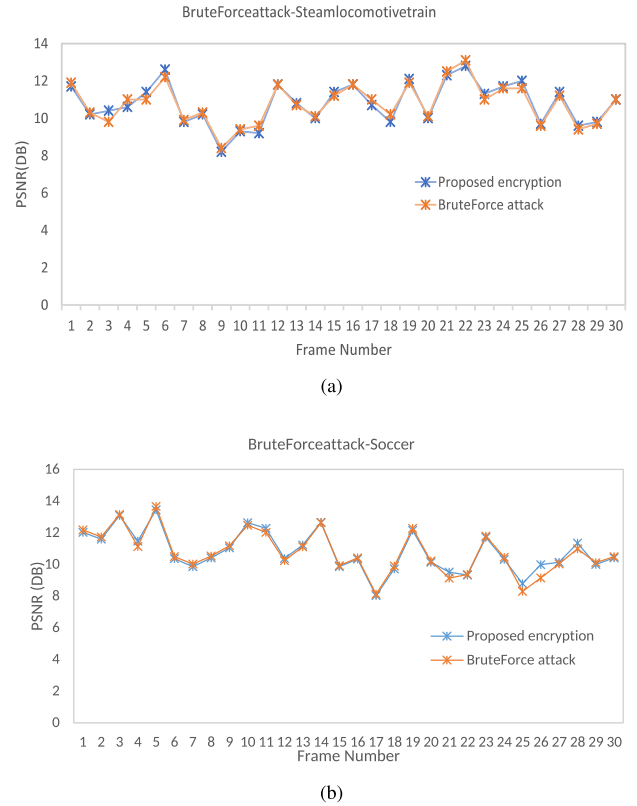 BruteForceattack-Steamlocomotivetrain
14
12
10
8
6
4
2
0
PSNR(DB)
Proposed encryption
BruteForce attack
1 2 3 4 5 6 7 8 9 10 11 12 13 14 15 16 17 18 19 20 21 22 23 24 25 26 27 28 29 30
Frame Number
(a)
BruteForceattack-Soccer
16
14
12
10
8
6
4
2
0
PSNR (DB)
Proposed encryption
BruteForce attack
1 2 3 4 5 6 7 8 9 10 11 12 13 14 15 16 17 18 19 20 21 22 23 24 25 26 27 28 29 30
Frame Number
(b)